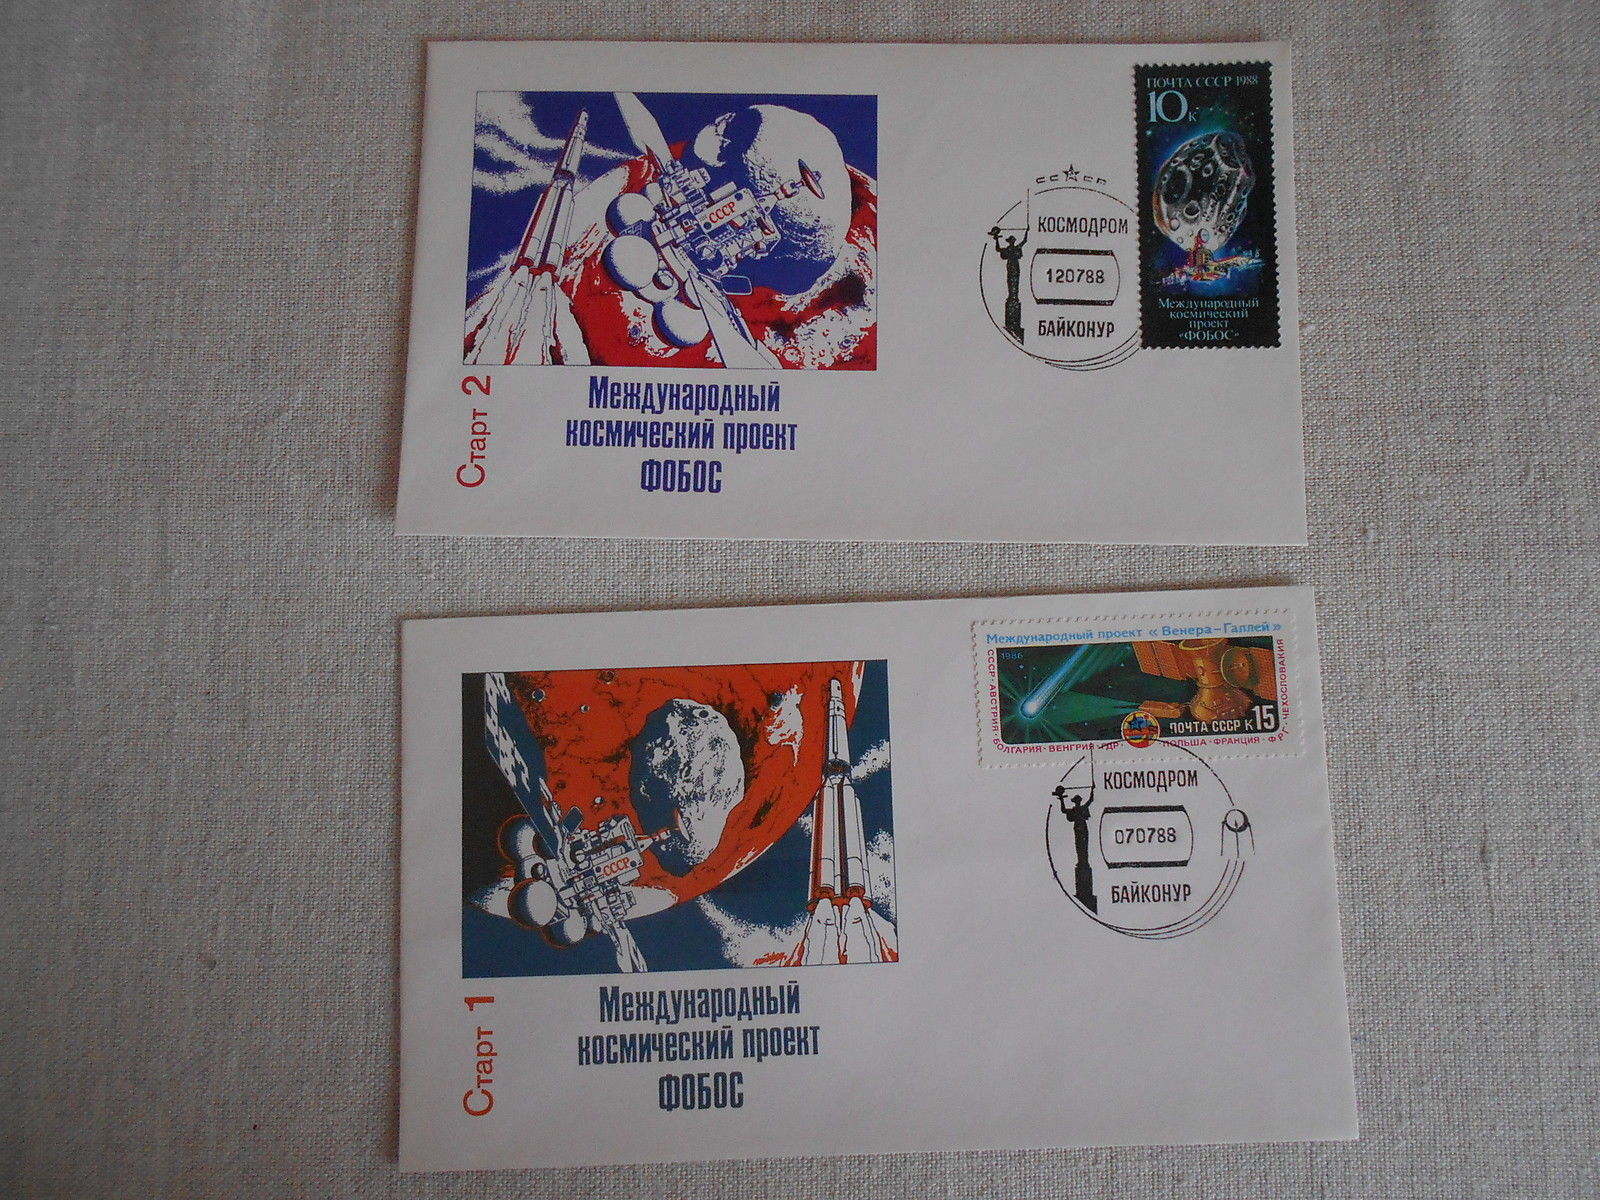 ПОЧТА СССР 1988
10к
Международный
космический
проект
«ФОБОС»
СССР
КОСМОДРОМ
120788
БАЙКОНУР
СССР
Старт 2
Международный
космический проект
ФОБОС
Международный проект «Венера-Галлей»
1986
СССР · АВСТРИЯ · БОЛГАРИЯ · ВЕНГРИЯ · ГДР · ПОЛЬША · ФРАНЦИЯ · ФРГ · ЧЕХОСЛОВАКИЯ
ПОЧТА СССР К 15
КОСМОДРОМ
070788
БАЙКОНУР
СССР
Старт 1
Международный
космический проект
ФОБОС